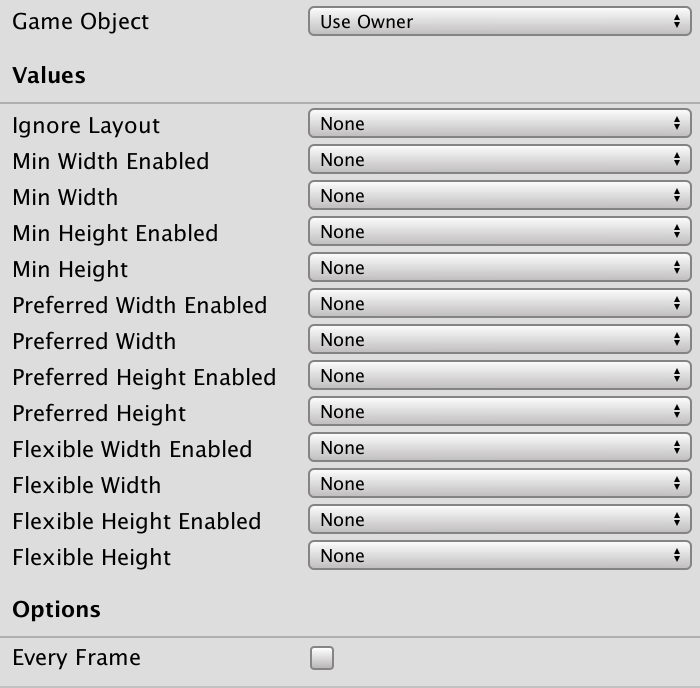 Game Object Use Owner
Values
Ignore Layout None
Min Width Enabled None
Min Width None
Min Height Enabled None
Min Height None
Preferred Width Enabled None
Preferred Width None
Preferred Height Enabled None
Preferred Height None
Flexible Width Enabled None
Flexible Width None
Flexible Height Enabled None
Flexible Height None
Options
Every Frame